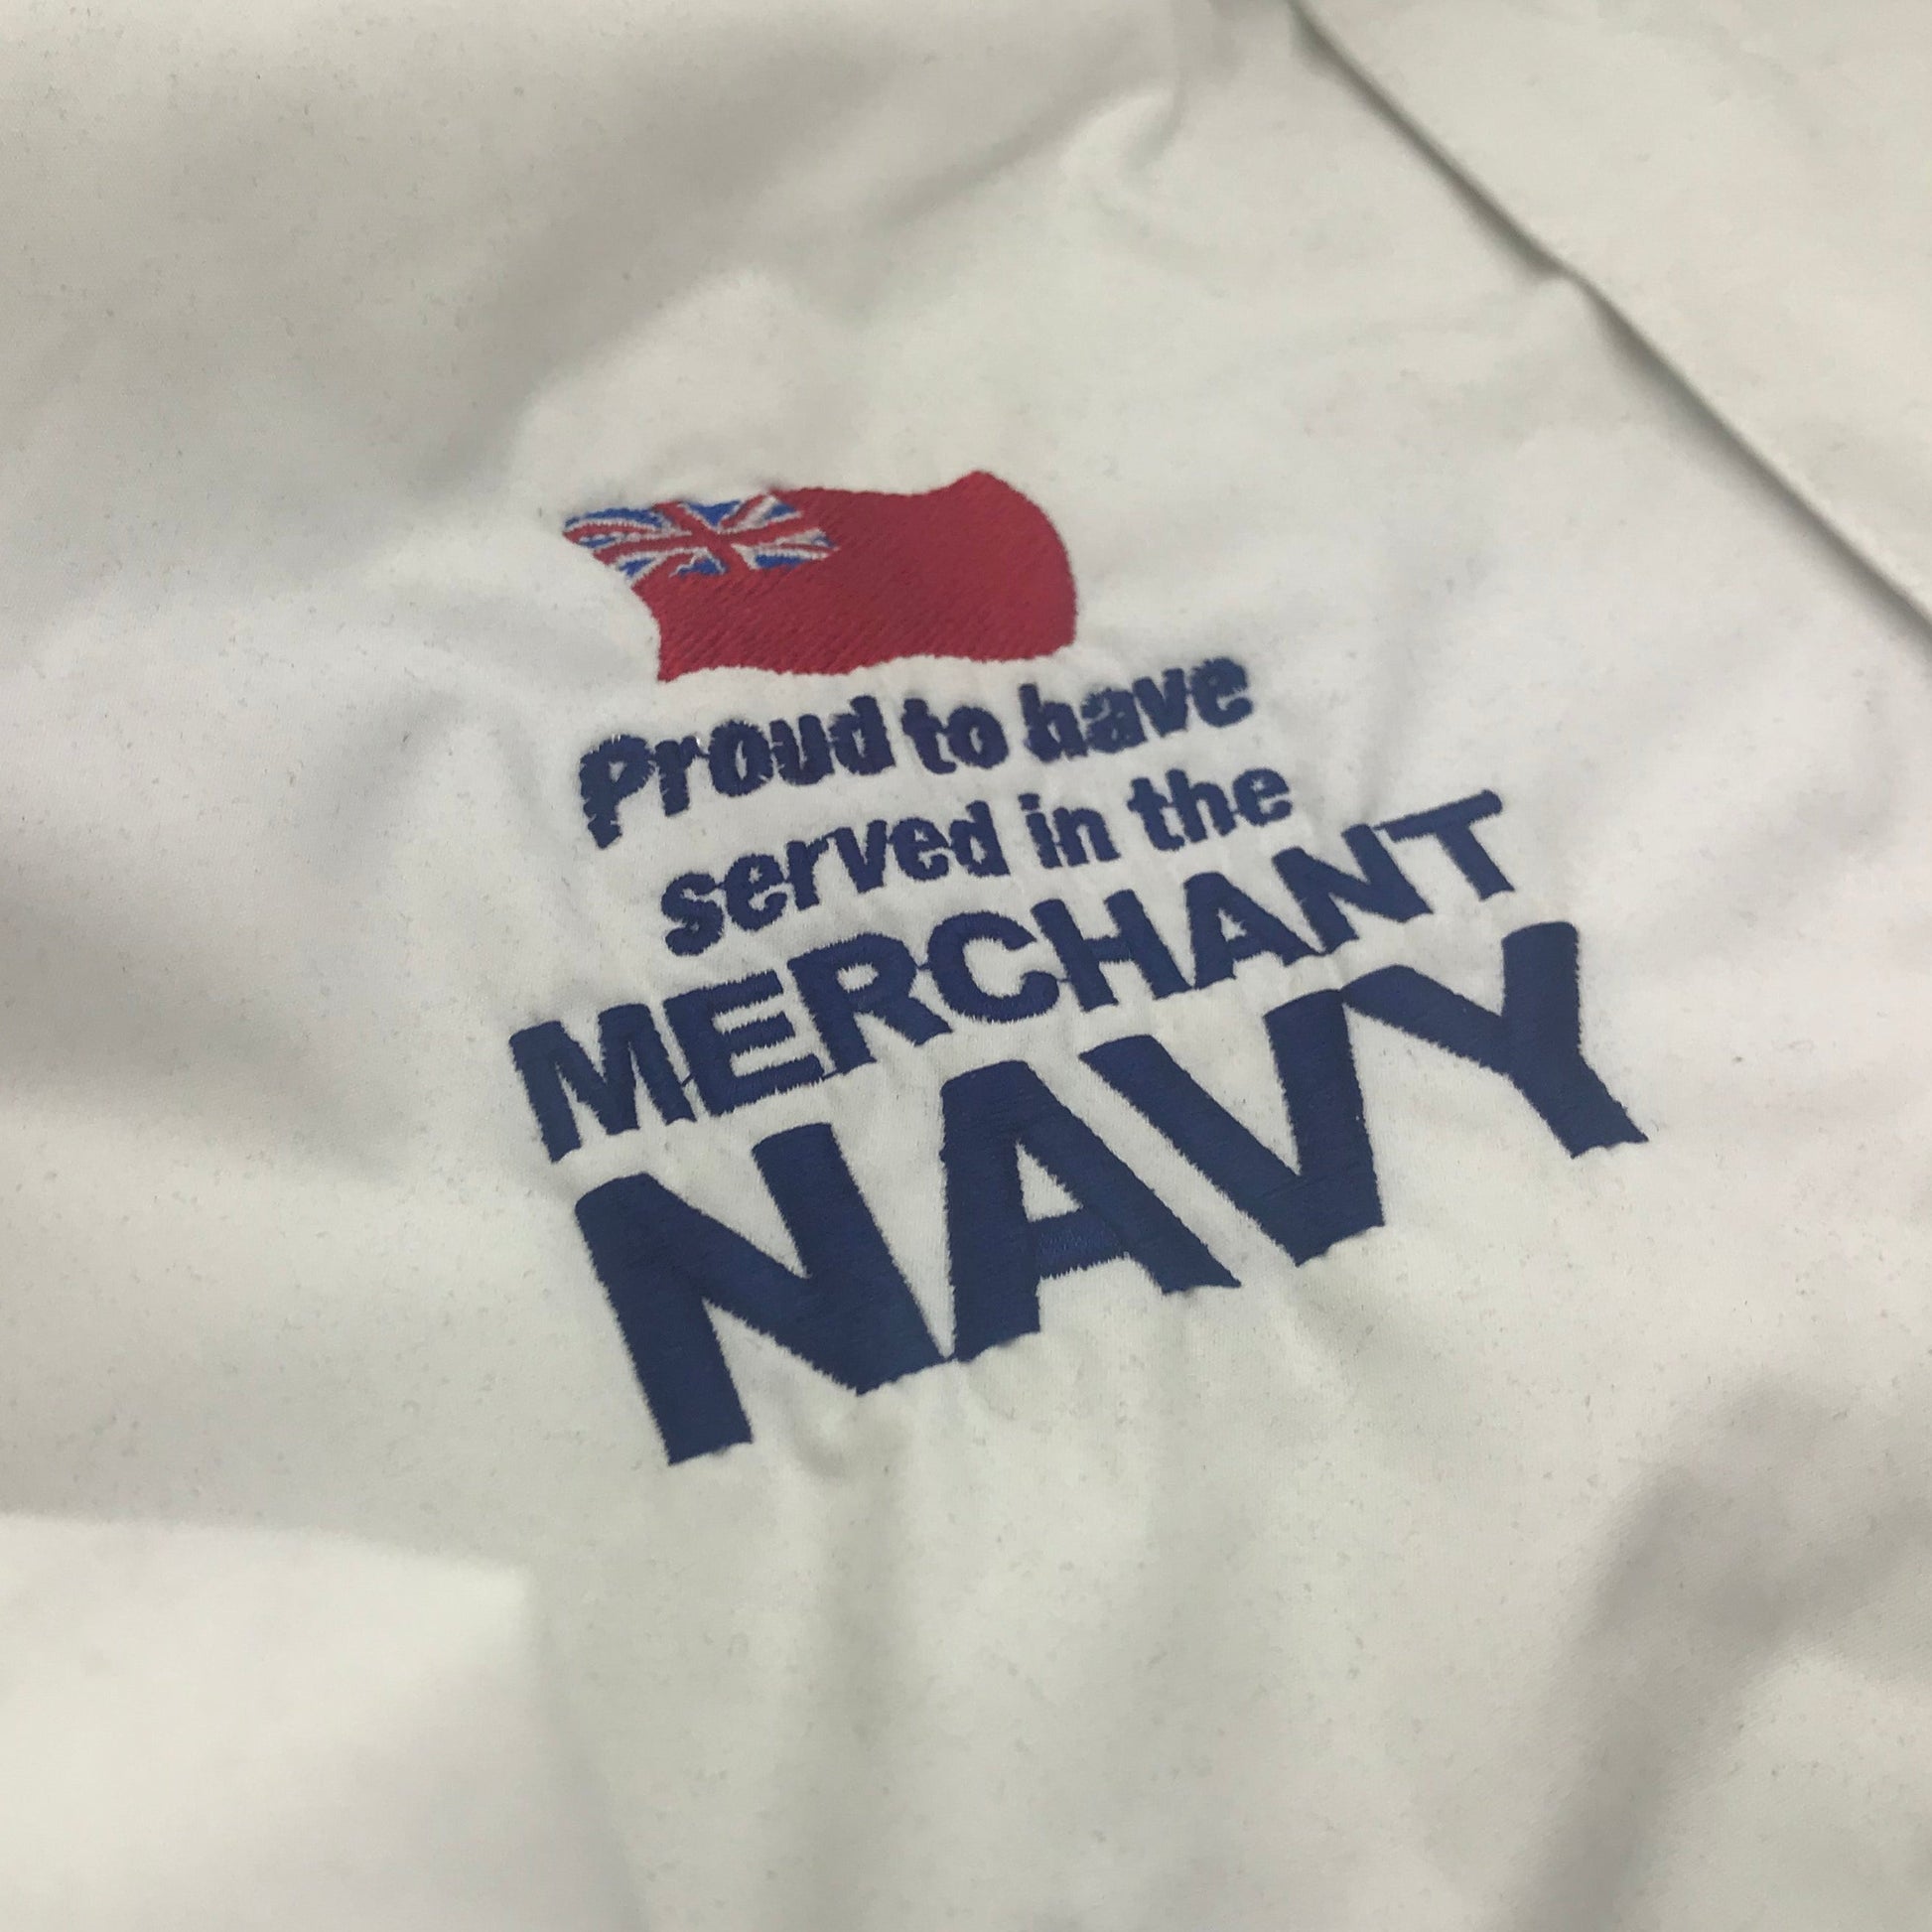 Proud to have
served in the
MERCHANT
NAVY